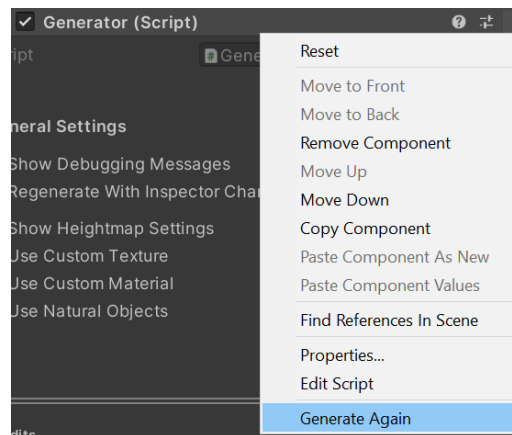 Generator (Script)
ript
Gene
Reset
Move to Front
Move to Back
Remove Component
Move Up
Move Down
Copy Component
Paste Component As New
Paste Component Values
Find References In Scene
Properties...
Edit Script
Generate Again
neral Settings
Show Debugging Messages
Regenerate With Inspector Cha
Show Heightmap Settings
Use Custom Texture
Use Custom Material
Use Natural Objects